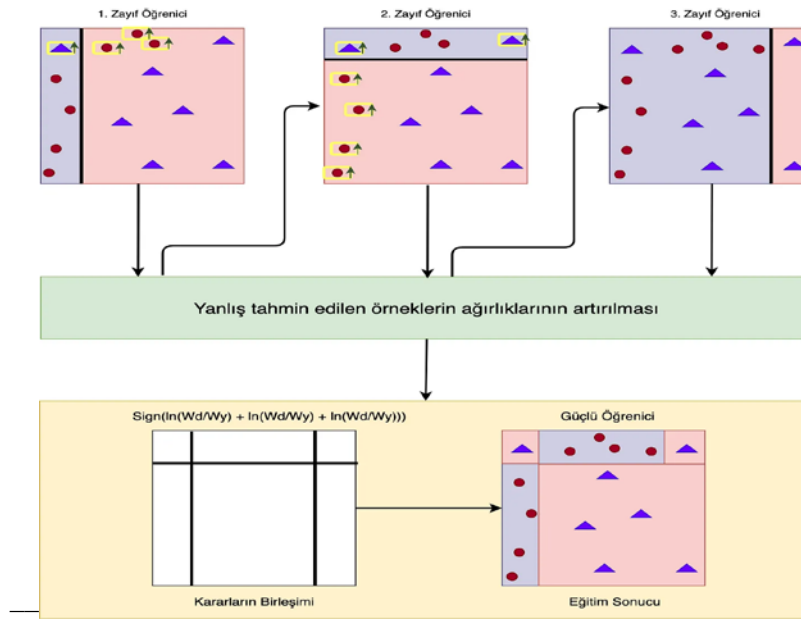 1. Zayıf Öğrenici
2. Zayıf Öğrenici
3. Zayıf Öğrenici
Yanlış tahmin edilen örneklerin ağırlıklarının artırılması
Sign(ln(Wd/Wy) + ln(Wd/Wy) + ln(Wd/Wy)))
Güçlü Öğrenici
Kararların Birleşimi
Eğitim Sonucu